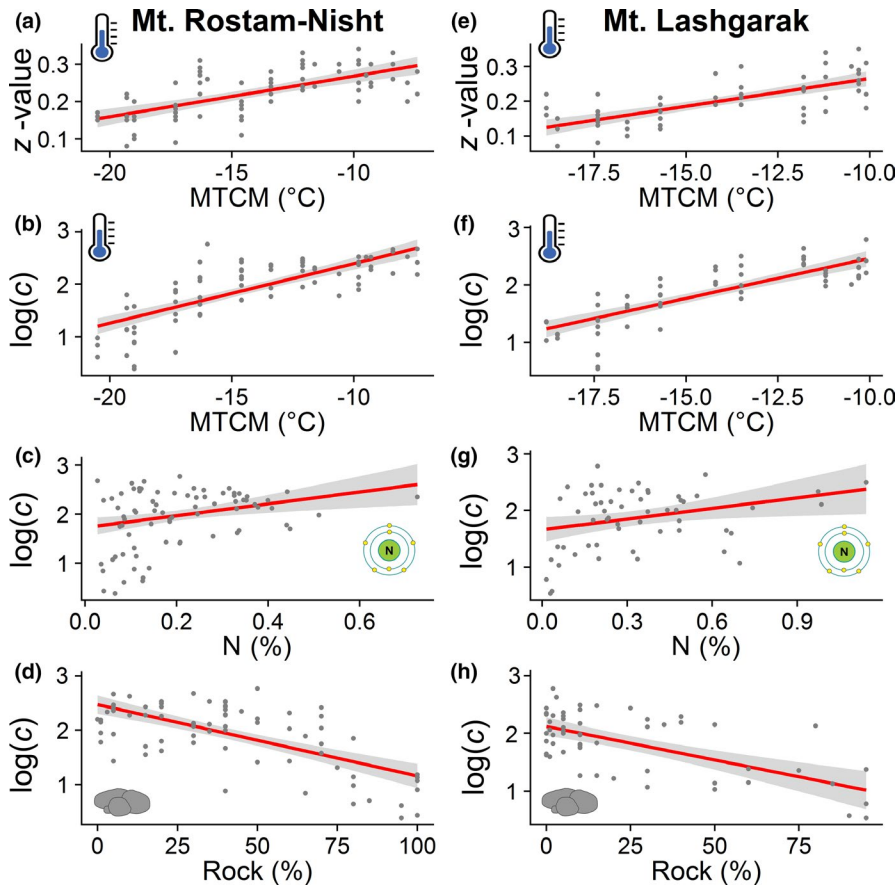 Mt. Rostam-Nisht
Mt. Lashgarak
(a)
z -value
0.3
0.2
0.1
-20
-15
-10
MTCM (°C)
(e)
z -value
0.3
0.2
0.1
-17.5
-15.0
-12.5
-10.0
MTCM (°C)
(b)
log(c)
3
2
1
-20
-15
-10
MTCM (°C)
(f)
log(c)
3
2
1
-17.5
-15.0
-12.5
-10.0
MTCM (°C)
(c)
log(c)
3
2
1
N
0.0
0.2
0.4
0.6
N (%)
(g)
log(c)
3
2
1
N
0.0
0.3
0.6
0.9
N (%)
(d)
log(c)
3
2
1
0
25
50
75
100
Rock (%)
(h)
log(c)
3
2
1
0
25
50
75
Rock (%)